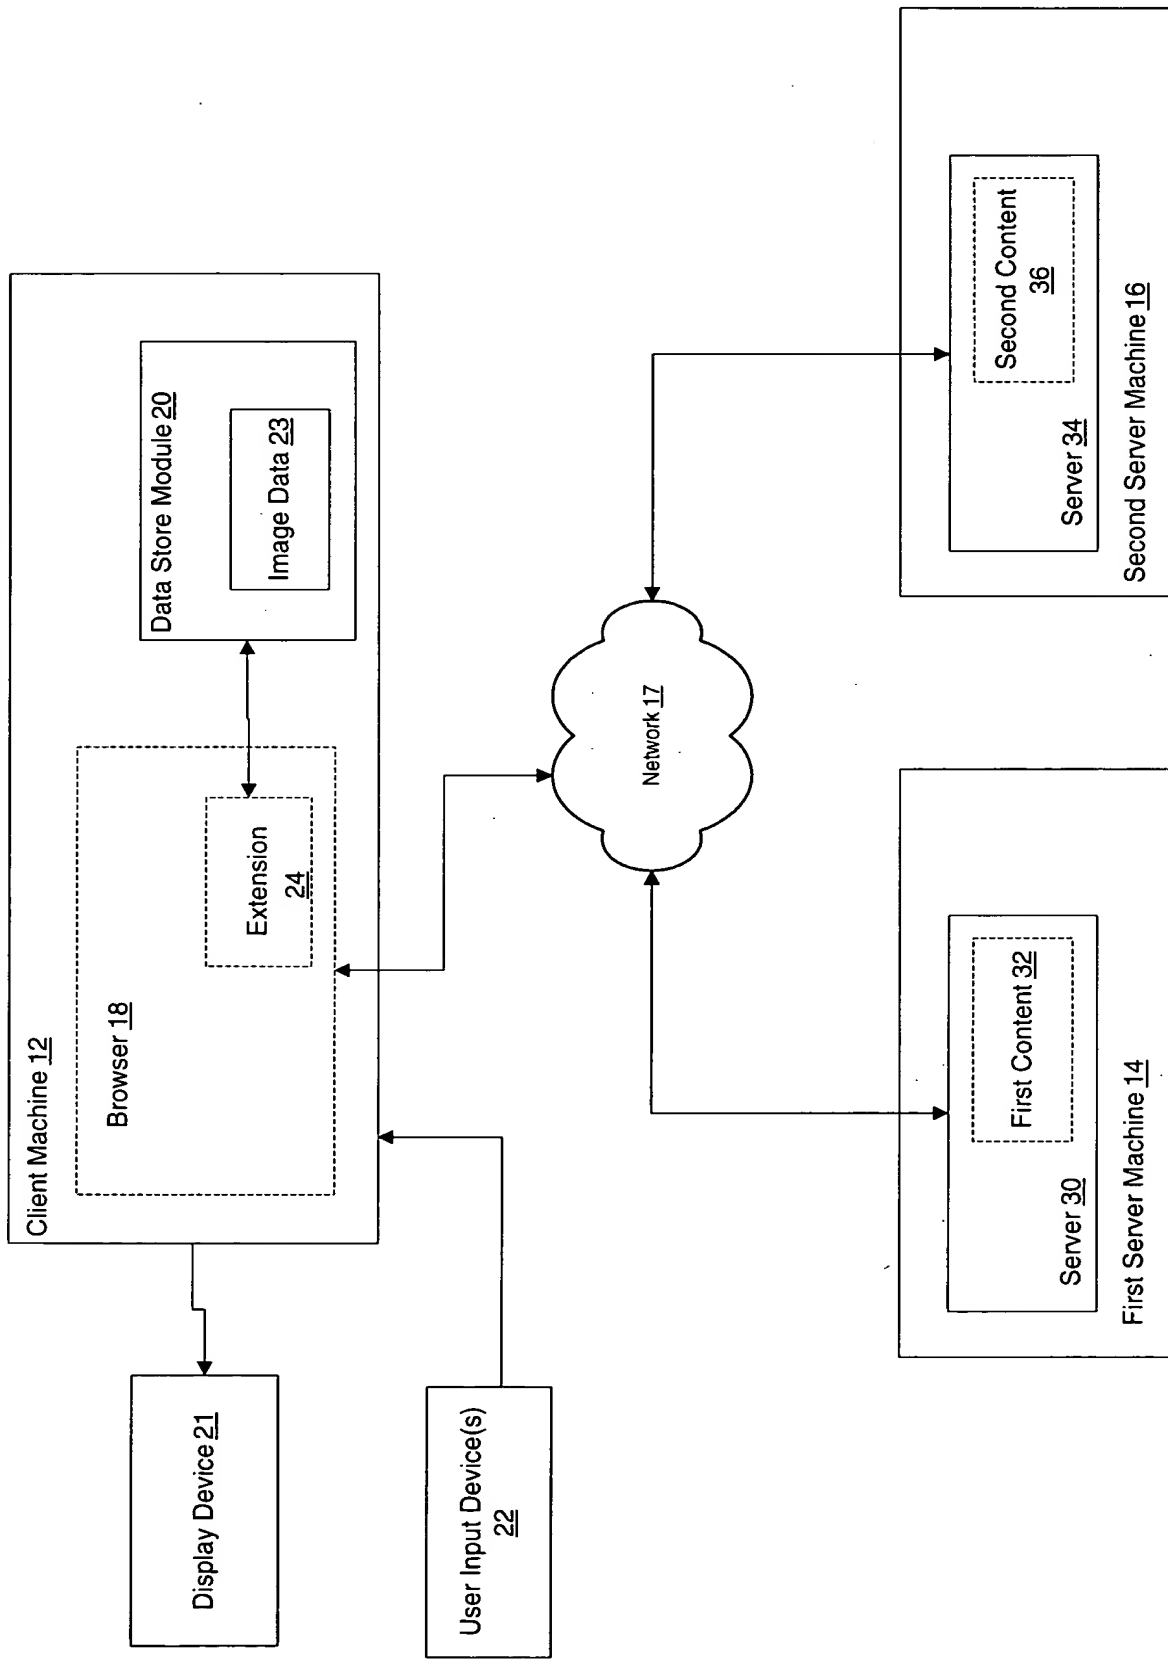 Client Machine 12
Browser 18
Extension
24
Data Store Module 20
Image Data 23
Display Device 21
User Input Device(s)
22
Network 17
First Content 32
Server 30
First Server Machine 14
Second Content
36
Server 34
Second Server Machine 16